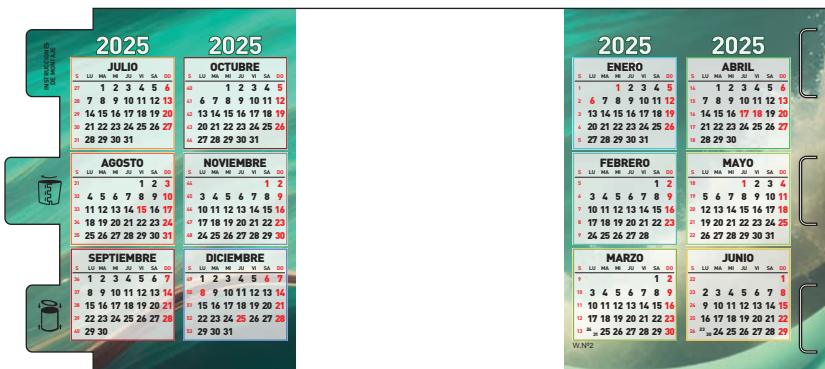 INSTRUCCIONES
DE MONTAJE
2025
JULIO
S LU MA MI JU VI SA DO
27 1 2 3 4 5 6
28 7 8 9 10 11 12 13
29 14 15 16 17 18 19 20
30 21 22 23 24 25 26 27
31 28 29 30 31
AGOSTO
S LU MA MI JU VI SA DO
31 1 2 3
32 4 5 6 7 8 9 10
33 11 12 13 14 15 16 17
34 18 19 20 21 22 23 24
35 25 26 27 28 29 30 31
SEPTIEMBRE
S LU MA MI JU VI SA DO
36 1 2 3 4 5 6 7
37 8 9 10 11 12 13 14
38 15 16 17 18 19 20 21
39 22 23 24 25 26 27 28
40 29 30
2025
OCTUBRE
S LU MA MI JU VI SA DO
40 1 2 3 4 5
41 6 7 8 9 10 11 12
42 13 14 15 16 17 18 19
43 20 21 22 23 24 25 26
44 27 28 29 30 31
NOVIEMBRE
S LU MA MI JU VI SA DO
44 1 2
45 3 4 5 6 7 8 9
46 10 11 12 13 14 15 16
47 17 18 19 20 21 22 23
48 24 25 26 27 28 29 30
DICIEMBRE
S LU MA MI JU VI SA DO
49 1 2 3 4 5 6 7
50 8 9 10 11 12 13 14
51 15 16 17 18 19 20 21
52 22 23 24 25 26 27 28
53 29 30 31
2025
ENERO
S LU MA MI JU VI SA DO
1 1 2 3 4 5
2 6 7 8 9 10 11 12
3 13 14 15 16 17 18 19
4 20 21 22 23 24 25 26
5 27 28 29 30 31
FEBRERO
S LU MA MI JU VI SA DO
5 1 2
6 3 4 5 6 7 8 9
7 10 11 12 13 14 15 16
8 17 18 19 20 21 22 23
9 24 25 26 27 28
MARZO
S LU MA MI JU VI SA DO
9 1 2
10 3 4 5 6 7 8 9
11 10 11 12 13 14 15 16
12 17 18 19 20 21 22 23
13 24 31 25 26 27 28 29 30
W.Nº2
2025
ABRIL
S LU MA MI JU VI SA DO
14 1 2 3 4 5 6
15 7 8 9 10 11 12 13
16 14 15 16 17 18 19 20
17 21 22 23 24 25 26 27
18 28 29 30
MAYO
S LU MA MI JU VI SA DO
18 1 2 3 4
19 5 6 7 8 9 10 11
20 12 13 14 15 16 17 18
21 19 20 21 22 23 24 25
22 26 27 28 29 30 31
JUNIO
S LU MA MI JU VI SA DO
22 1
23 2 3 4 5 6 7 8
24 9 10 11 12 13 14 15
25 16 17 18 19 20 21 22
26 23 30 24 25 26 27 28 29